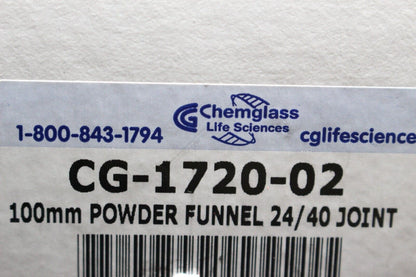 Chemglass
Life Sciences
1-800-843-1794
cglifescience
CG-1720-02
100mm POWDER FUNNEL 24/40 JOINT